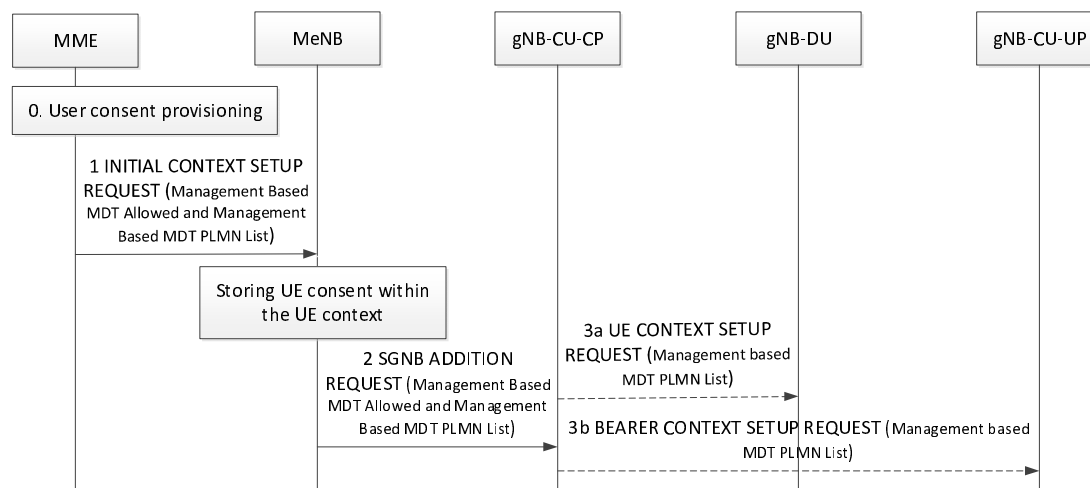 MME
MeNB
gNB-CU-CP
gNB-DU
gNB-CU-UP
0. User consent provisioning
1 INITIAL CONTEXT SETUP
REQUEST (Management Based
MDT Allowed and Management
Based MDT PLMN List)
Storing UE consent within
the UE context
2 SGNB ADDITION
REQUEST (Management Based
MDT Allowed and Management
Based MDT PLMN List)
3a UE CONTEXT SETUP
REQUEST (Management based
MDT PLMN List)
3b BEARER CONTEXT SETUP REQUEST (Management based
MDT PLMN List)